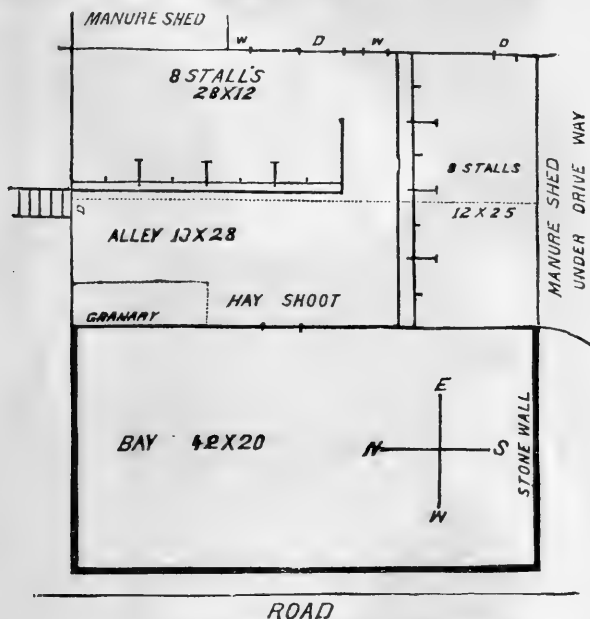 MANURE SHED
W D W D
8 STALL'S
28X12
8 STALLS
12 X 25
MANURE SHED
UNDER DRIVE WAY
D
ALLEY 13X28
HAY SHOOT
GRANARY
E
BAY 42X20
N S
W
STONE WALL
ROAD